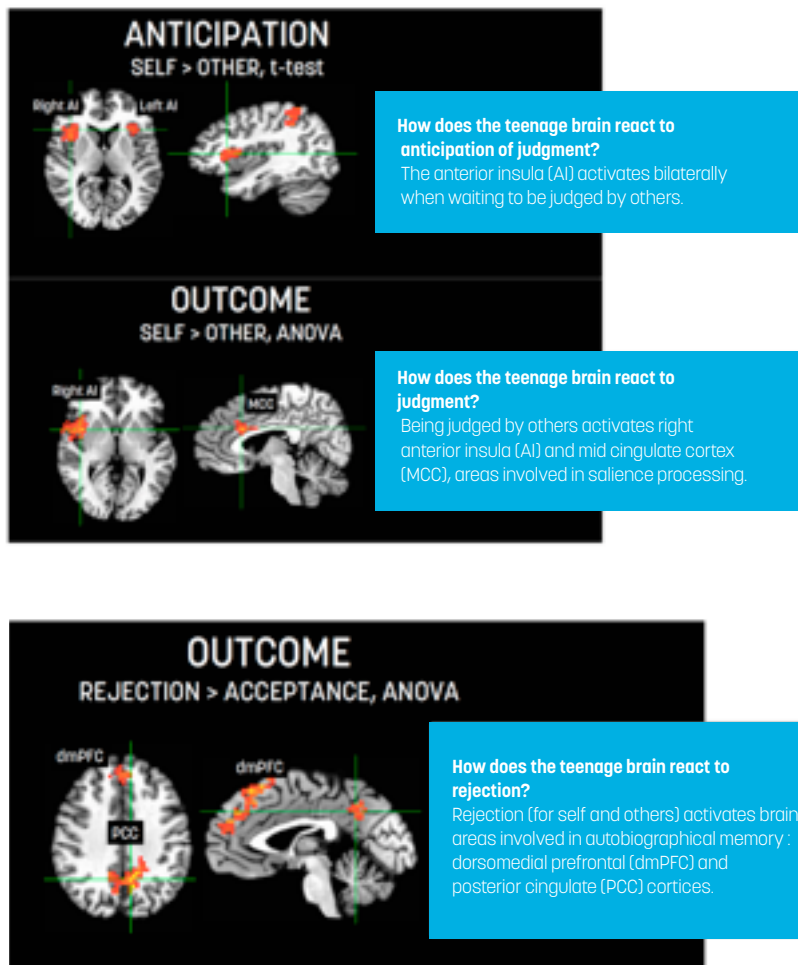 ANTICIPATION
SELF > OTHER, t-test
Right AI
Left AI
How does the teenage brain react to
anticipation of judgment?
The anterior insula (AI) activates bilaterally
when waiting to be judged by others.
OUTCOME
SELF > OTHER, ANOVA
Right AI
MCC
How does the teenage brain react to
judgment?
Being judged by others activates right
anterior insula (AI) and mid cingulate cortex
(MCC), areas involved in salience processing.
OUTCOME
REJECTION > ACCEPTANCE, ANOVA
dmPFC
PCC
dmPFC
How does the teenage brain react to
rejection?
Rejection (for self and others) activates brain
areas involved in autobiographical memory :
dorsomedial prefrontal (dmPFC) and
posterior cingulate (PCC) cortices.